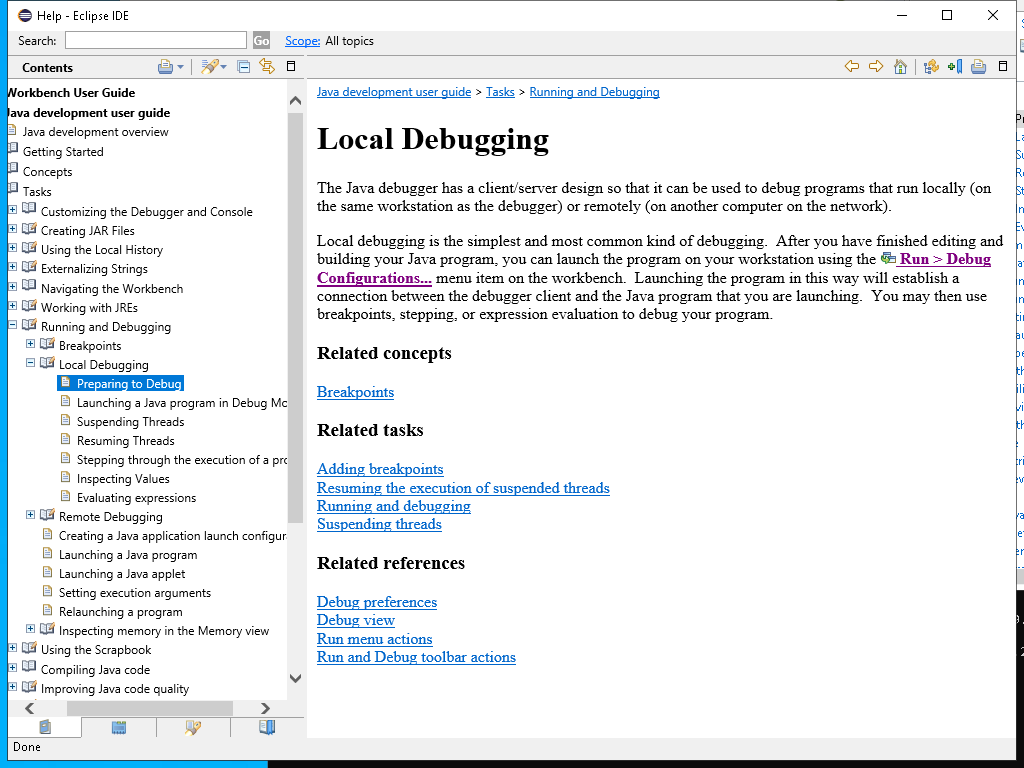 Help - Eclipse IDE
Search:
Go
Scope: All topics
Contents
Workbench User Guide
Java development user guide
Java development overview
Getting Started
Concepts
Tasks
Customizing the Debugger and Console
Creating JAR Files
Using the Local History
Externalizing Strings
Navigating the Workbench
Working with JREs
Running and Debugging
Breakpoints
Local Debugging
Preparing to Debug
Launching a Java program in Debug Mo
Suspending Threads
Resuming Threads
Stepping through the execution of a pro
Inspecting Values
Evaluating expressions
Remote Debugging
Creating a Java application launch configur
Launching a Java program
Launching a Java applet
Setting execution arguments
Relaunching a program
Inspecting memory in the Memory view
Using the Scrapbook
Compiling Java code
Improving Java code quality
Done
Java development user guide > Tasks > Running and Debugging
Local Debugging
The Java debugger has a client/server design so that it can be used to debug programs that run locally (on
the same workstation as the debugger) or remotely (on another computer on the network).
Local debugging is the simplest and most common kind of debugging. After you have finished editing and
building your Java program, you can launch the program on your workstation using the Run > Debug
Configurations... menu item on the workbench. Launching the program in this way will establish a
connection between the debugger client and the Java program that you are launching. You may then use
breakpoints, stepping, or expression evaluation to debug your program.
Related concepts
Breakpoints
Related tasks
Adding breakpoints
Resuming the execution of suspended threads
Running and debugging
Suspending threads
Related references
Debug preferences
Debug view
Run menu actions
Run and Debug toolbar actions